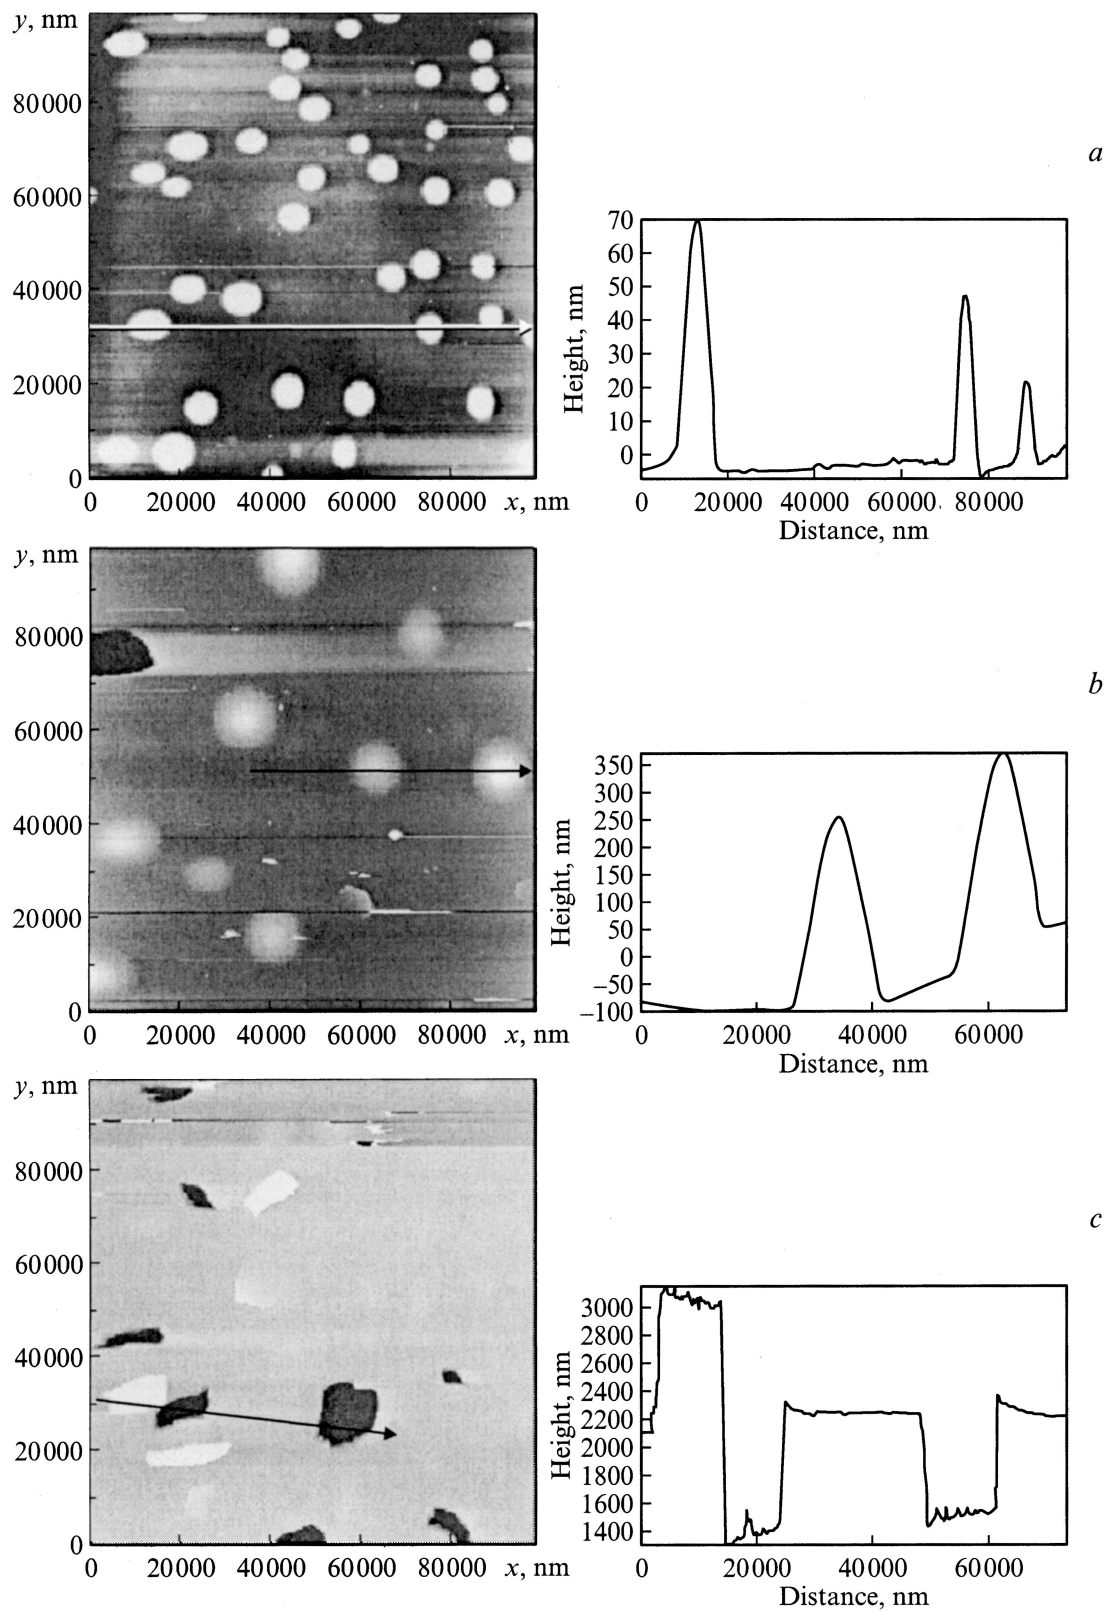 y, nm
80000
60000
40000
20000
0
0 20000 40000 60000 80000 x, nm
a
70
60
50
40
30
20
10
0
Height, nm
0 20000 40000 60000 80000
Distance, nm
y, nm
80000
60000
40000
20000
0
0 20000 40000 60000 80000 x, nm
b
350
300
250
200
150
100
50
0
−50
−100
Height, nm
0 20000 40000 60000
Distance, nm
y, nm
80000
60000
40000
20000
0
0 20000 40000 60000 80000 x, nm
c
3000
2800
2600
2400
2200
2000
1800
1600
1400
Height, nm
0 20000 40000 60000
Distance, nm